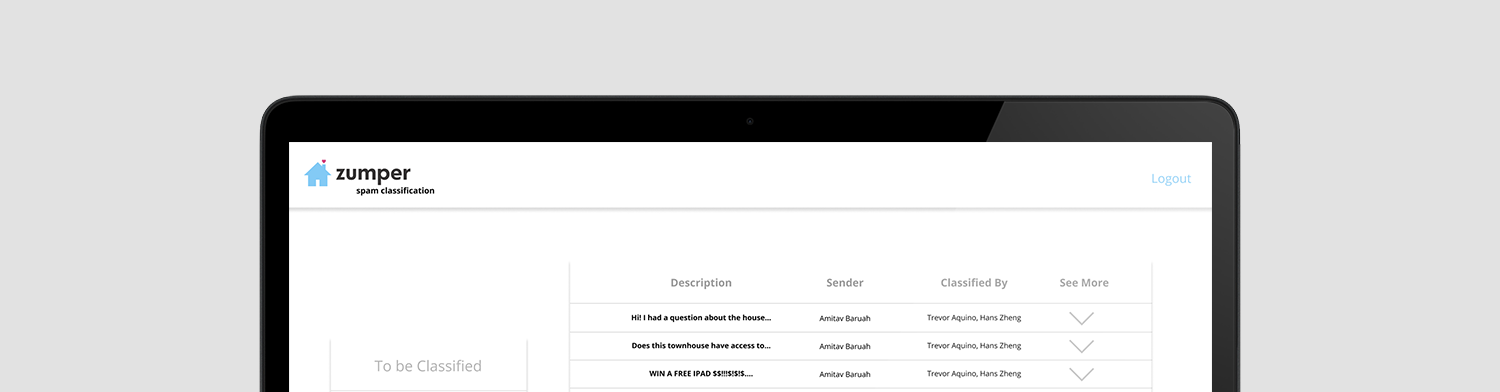 zumper
spam classification
Logout
Description Sender Classified By See More
Hi! I had a question about the house... Amitav Baruah Trevor Aquino, Hans Zheng
Does this townhouse have access to... Amitav Baruah Trevor Aquino, Hans Zheng
WIN A FREE IPAD $$!!!$!$!$.... Amitav Baruah Trevor Aquino, Hans Zheng
To be Classified